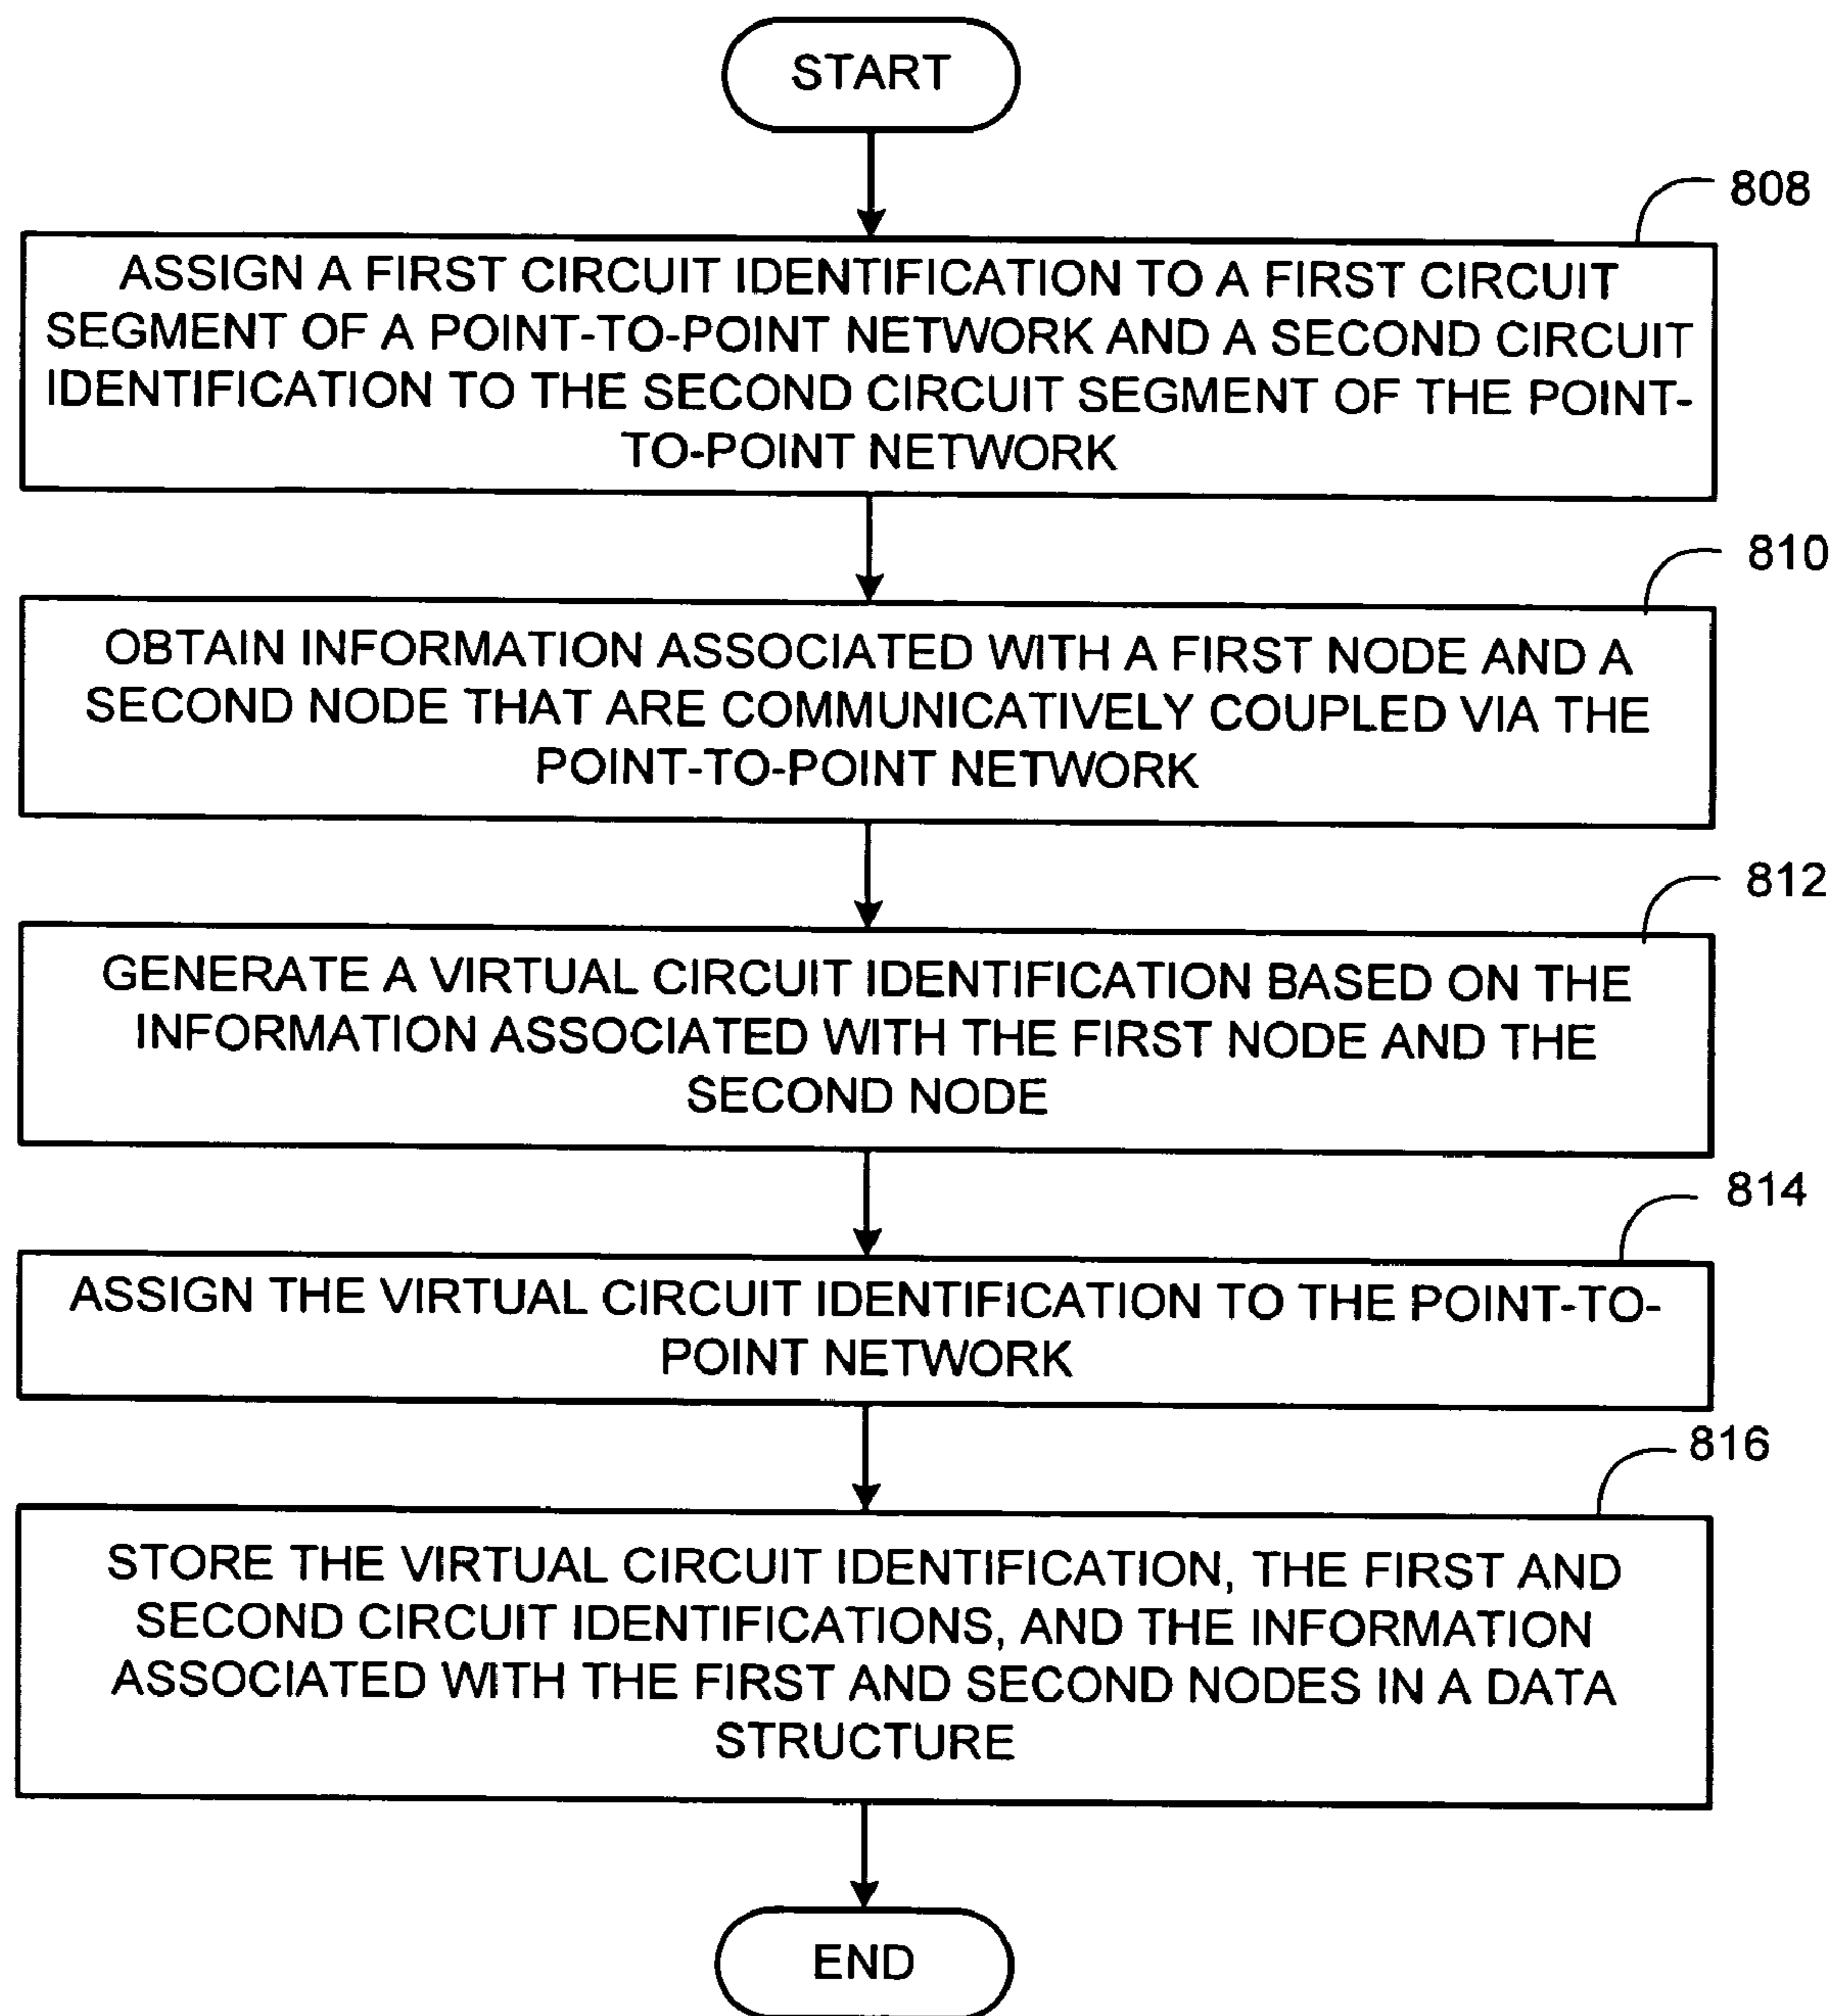 START
808
ASSIGN A FIRST CIRCUIT IDENTIFICATION TO A FIRST CIRCUIT
SEGMENT OF A POINT-TO-POINT NETWORK AND A SECOND CIRCUIT
IDENTIFICATION TO THE SECOND CIRCUIT SEGMENT OF THE POINT-
TO-POINT NETWORK
810
OBTAIN INFORMATION ASSOCIATED WITH A FIRST NODE AND A
SECOND NODE THAT ARE COMMUNICATIVELY COUPLED VIA THE
POINT-TO-POINT NETWORK
812
GENERATE A VIRTUAL CIRCUIT IDENTIFICATION BASED ON THE
INFORMATION ASSOCIATED WITH THE FIRST NODE AND THE
SECOND NODE
814
ASSIGN THE VIRTUAL CIRCUIT IDENTIFICATION TO THE POINT-TO-
POINT NETWORK
816
STORE THE VIRTUAL CIRCUIT IDENTIFICATION, THE FIRST AND
SECOND CIRCUIT IDENTIFICATIONS, AND THE INFORMATION
ASSOCIATED WITH THE FIRST AND SECOND NODES IN A DATA
STRUCTURE
END